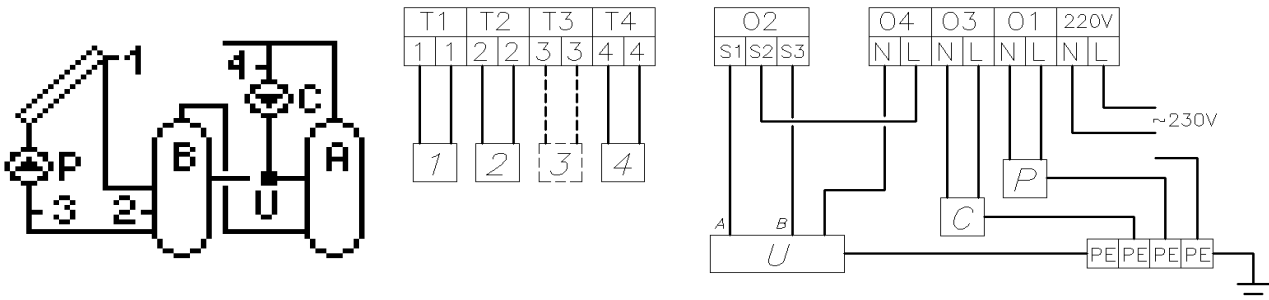 1
4
C
P
B
A
3
2
U
T1 T2 T3 T4
1 1 2 2 3 3 4 4
1 2 3 4
O2 O4 O3 O1 220V
S1 S2 S3 N L N L N L N L
~230V
P
C
A B
U
PE PE PE PE